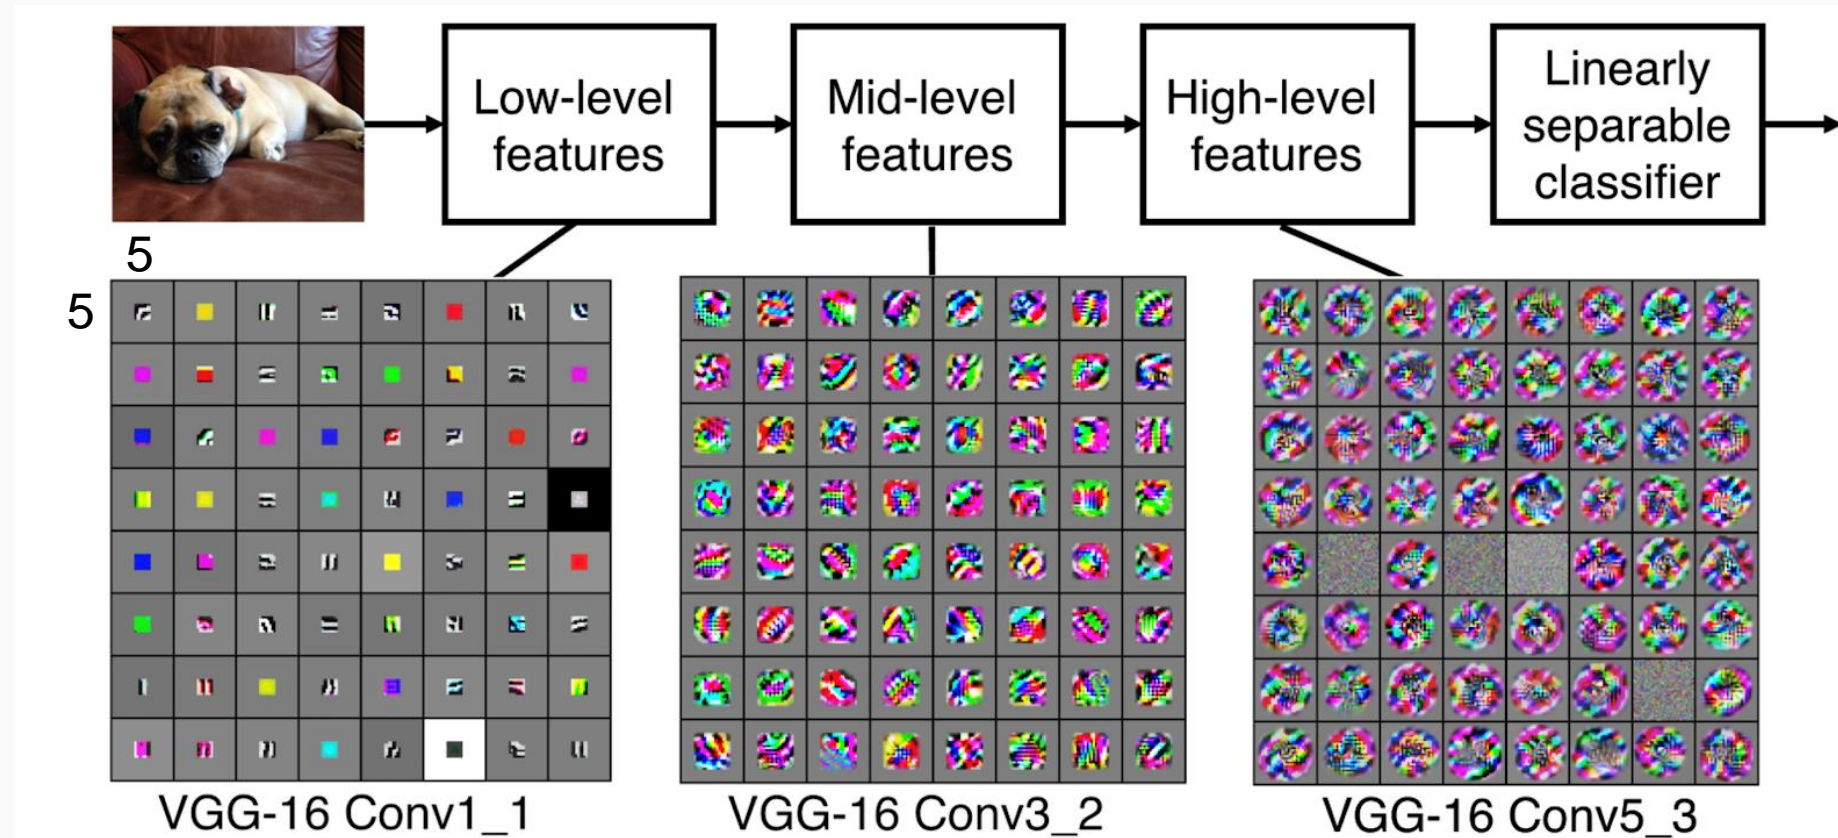 Low-level
features
Mid-level
features
High-level
features
Linearly
separable
classifier
5
5
VGG-16 Conv1_1
VGG-16 Conv3_2
VGG-16 Conv5_3